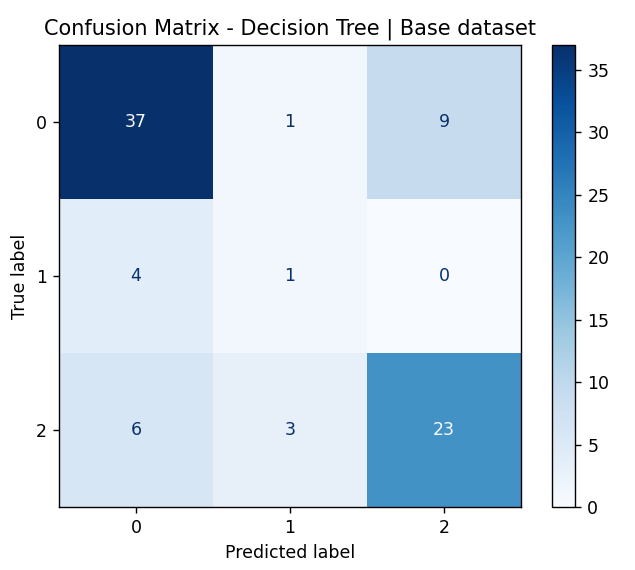 Confusion Matrix - Decision Tree | Base dataset
True label
0 37 1 9
1 4 1 0
2 6 3 23
0 1 2
Predicted label
35
30
25
20
15
10
5
0